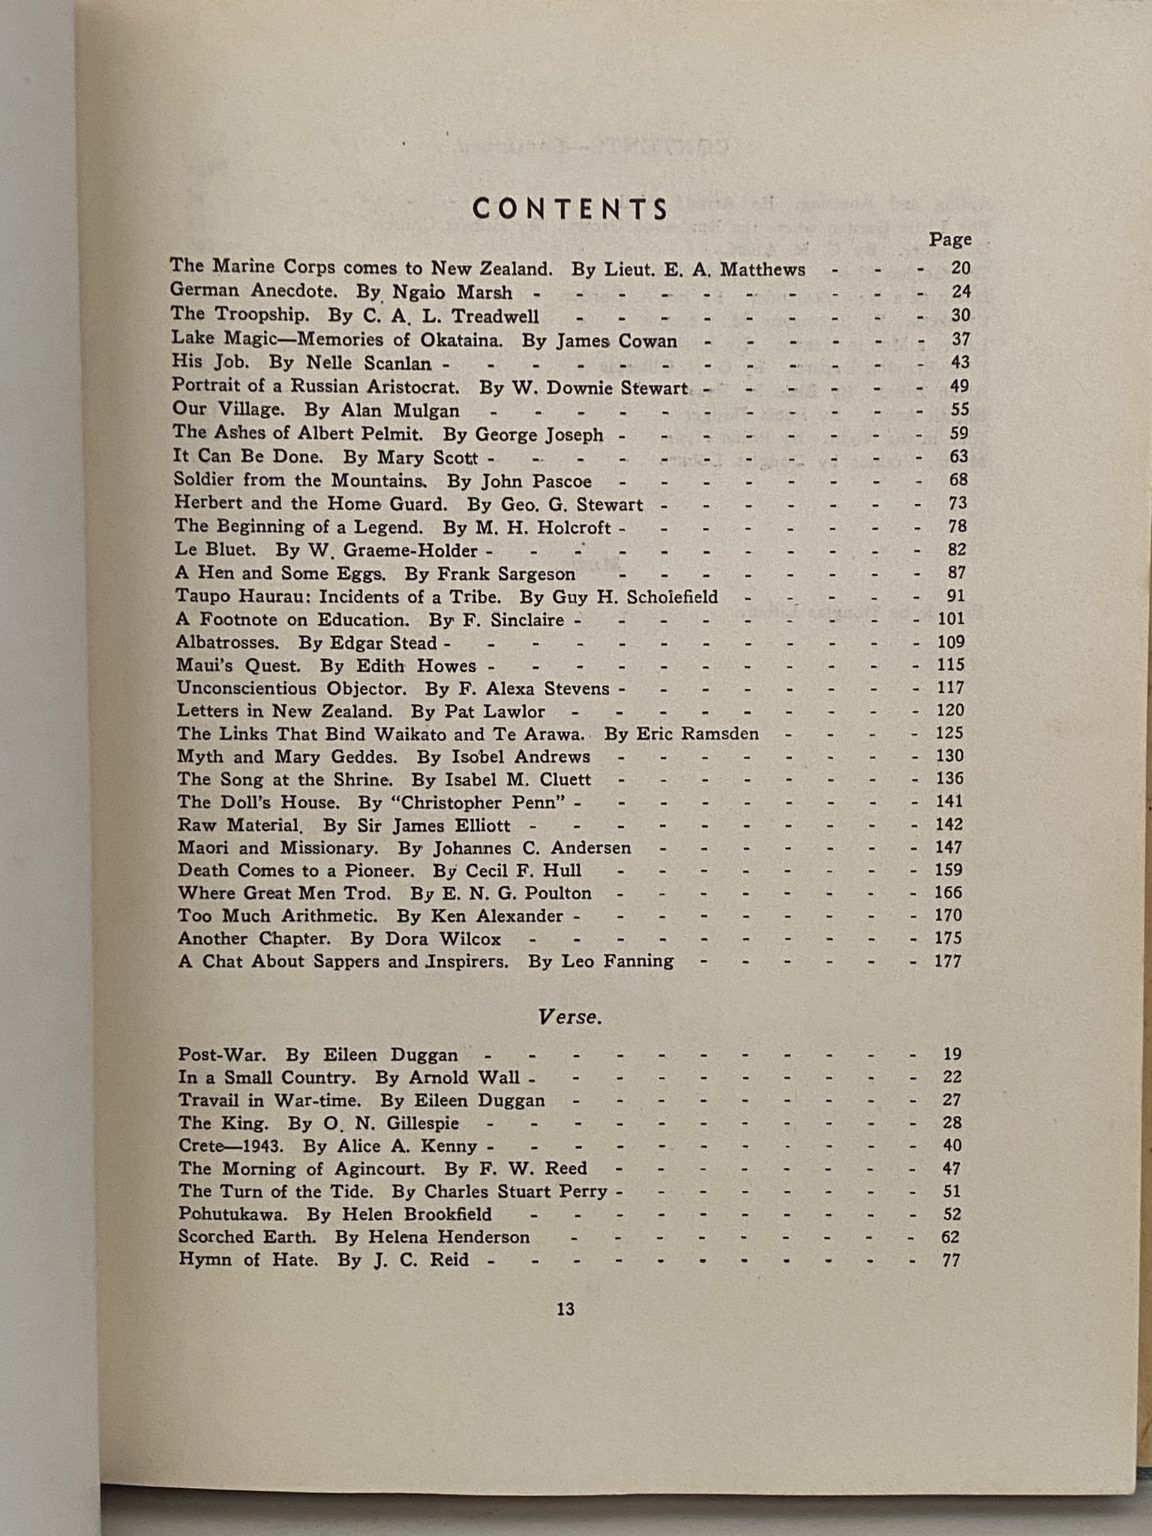 CONTENTS
Page
The Marine Corps comes to New Zealand. By Lieut. E. A. Matthews - - - 20
German Anecdote. By Ngaio Marsh - - - - - - - - - - 24
The Troopship. By C. A. L. Treadwell - - - - - - - - - 30
Lake Magic—Memories of Okataina. By James Cowan - - - - - - 37
His Job. By Nelle Scanlan - - - - - - - - - - - - 43
Portrait of a Russian Aristocrat. By W. Downie Stewart - - - - - - 49
Our Village. By Alan Mulgan - - - - - - - - - - - 55
The Ashes of Albert Pelmit. By George Joseph - - - - - - - - 59
It Can Be Done. By Mary Scott - - - - - - - - - - - 63
Soldier from the Mountains. By John Pascoe - - - - - - - - 68
Herbert and the Home Guard. By Geo. G. Stewart - - - - - - - 73
The Beginning of a Legend. By M. H. Holcroft - - - - - - - - 78
Le Bluet. By W. Graeme-Holder - - - - - - - - - - - 82
A Hen and Some Eggs. By Frank Sargeson - - - - - - - - 87
Taupo Haurau: Incidents of a Tribe. By Guy H. Scholefield - - - - - 91
A Footnote on Education. By F. Sinclaire - - - - - - - - - 101
Albatrosses. By Edgar Stead - - - - - - - - - - - - 109
Maui's Quest. By Edith Howes - - - - - - - - - - - 115
Unconscientious Objector. By F. Alexa Stevens - - - - - - - - 117
Letters in New Zealand. By Pat Lawlor - - - - - - - - - 120
The Links That Bind Waikato and Te Arawa. By Eric Ramsden - - - - 125
Myth and Mary Geddes. By Isobel Andrews - - - - - - - - 130
The Song at the Shrine. By Isabel M. Cluett - - - - - - - - 136
The Doll's House. By "Christopher Penn" - - - - - - - - - 141
Raw Material. By Sir James Elliott - - - - - - - - - - 142
Maori and Missionary. By Johannes C. Andersen - - - - - - - 147
Death Comes to a Pioneer. By Cecil F. Hull - - - - - - - - 159
Where Great Men Trod. By E. N. G. Poulton - - - - - - - - 166
Too Much Arithmetic. By Ken Alexander - - - - - - - - - 170
Another Chapter. By Dora Wilcox - - - - - - - - - - 175
A Chat About Sappers and Inspirers. By Leo Fanning - - - - - - 177
Verse.
Post-War. By Eileen Duggan - - - - - - - - - - - 19
In a Small Country. By Arnold Wall - - - - - - - - - - 22
Travail in War-time. By Eileen Duggan - - - - - - - - - 27
The King. By O. N. Gillespie - - - - - - - - - - - 28
Crete—1943. By Alice A. Kenny - - - - - - - - - - - 40
The Morning of Agincourt. By F. W. Reed - - - - - - - - 47
The Turn of the Tide. By Charles Stuart Perry - - - - - - - - 51
Pohutukawa. By Helen Brookfield - - - - - - - - - - 52
Scorched Earth. By Helena Henderson - - - - - - - - - 62
Hymn of Hate. By J. C. Reid - - - - - - - - - - - 77
13